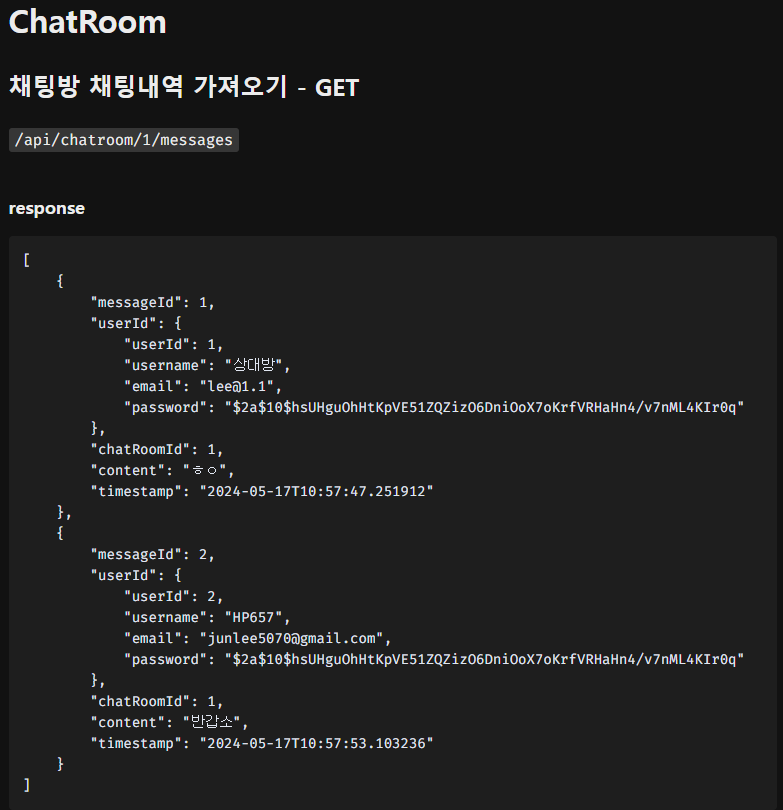 ChatRoom
채팅방 채팅내역 가져오기 - GET
/api/chatroom/1/messages
response
[
    {
        "messageId": 1,
        "userId": {
            "userId": 1,
            "username": "상대방",
            "email": "lee@1.1",
            "password": "$2a$10$hsUHguOhHtKpVE51ZQZizO6DniOoX7oKrfVRHaHn4/v7nML4KIr0q"
        },
        "chatRoomId": 1,
        "content": "ㅎㅇ",
        "timestamp": "2024-05-17T10:57:47.251912"
    },
    {
        "messageId": 2,
        "userId": {
            "userId": 2,
            "username": "HP657",
            "email": "junlee5070@gmail.com",
            "password": "$2a$10$hsUHguOhHtKpVE51ZQZizO6DniOoX7oKrfVRHaHn4/v7nML4KIr0q"
        },
        "chatRoomId": 1,
        "content": "반갑소",
        "timestamp": "2024-05-17T10:57:53.103236"
    }
]